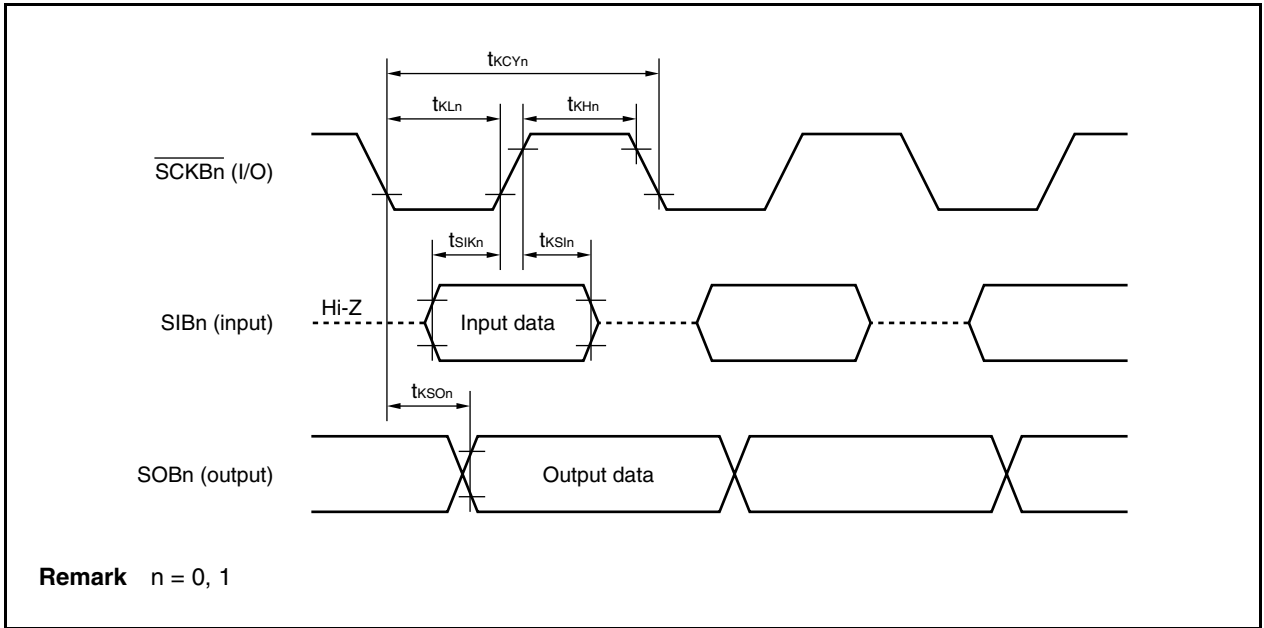 tKCYn
tKLn
tKHn
SCKBn (I/O)
tSIKn
tKSIn
Hi-Z
SIBn (input)
Input data
tKSOn
SOBn (output)
Output data
Remark n = 0, 1